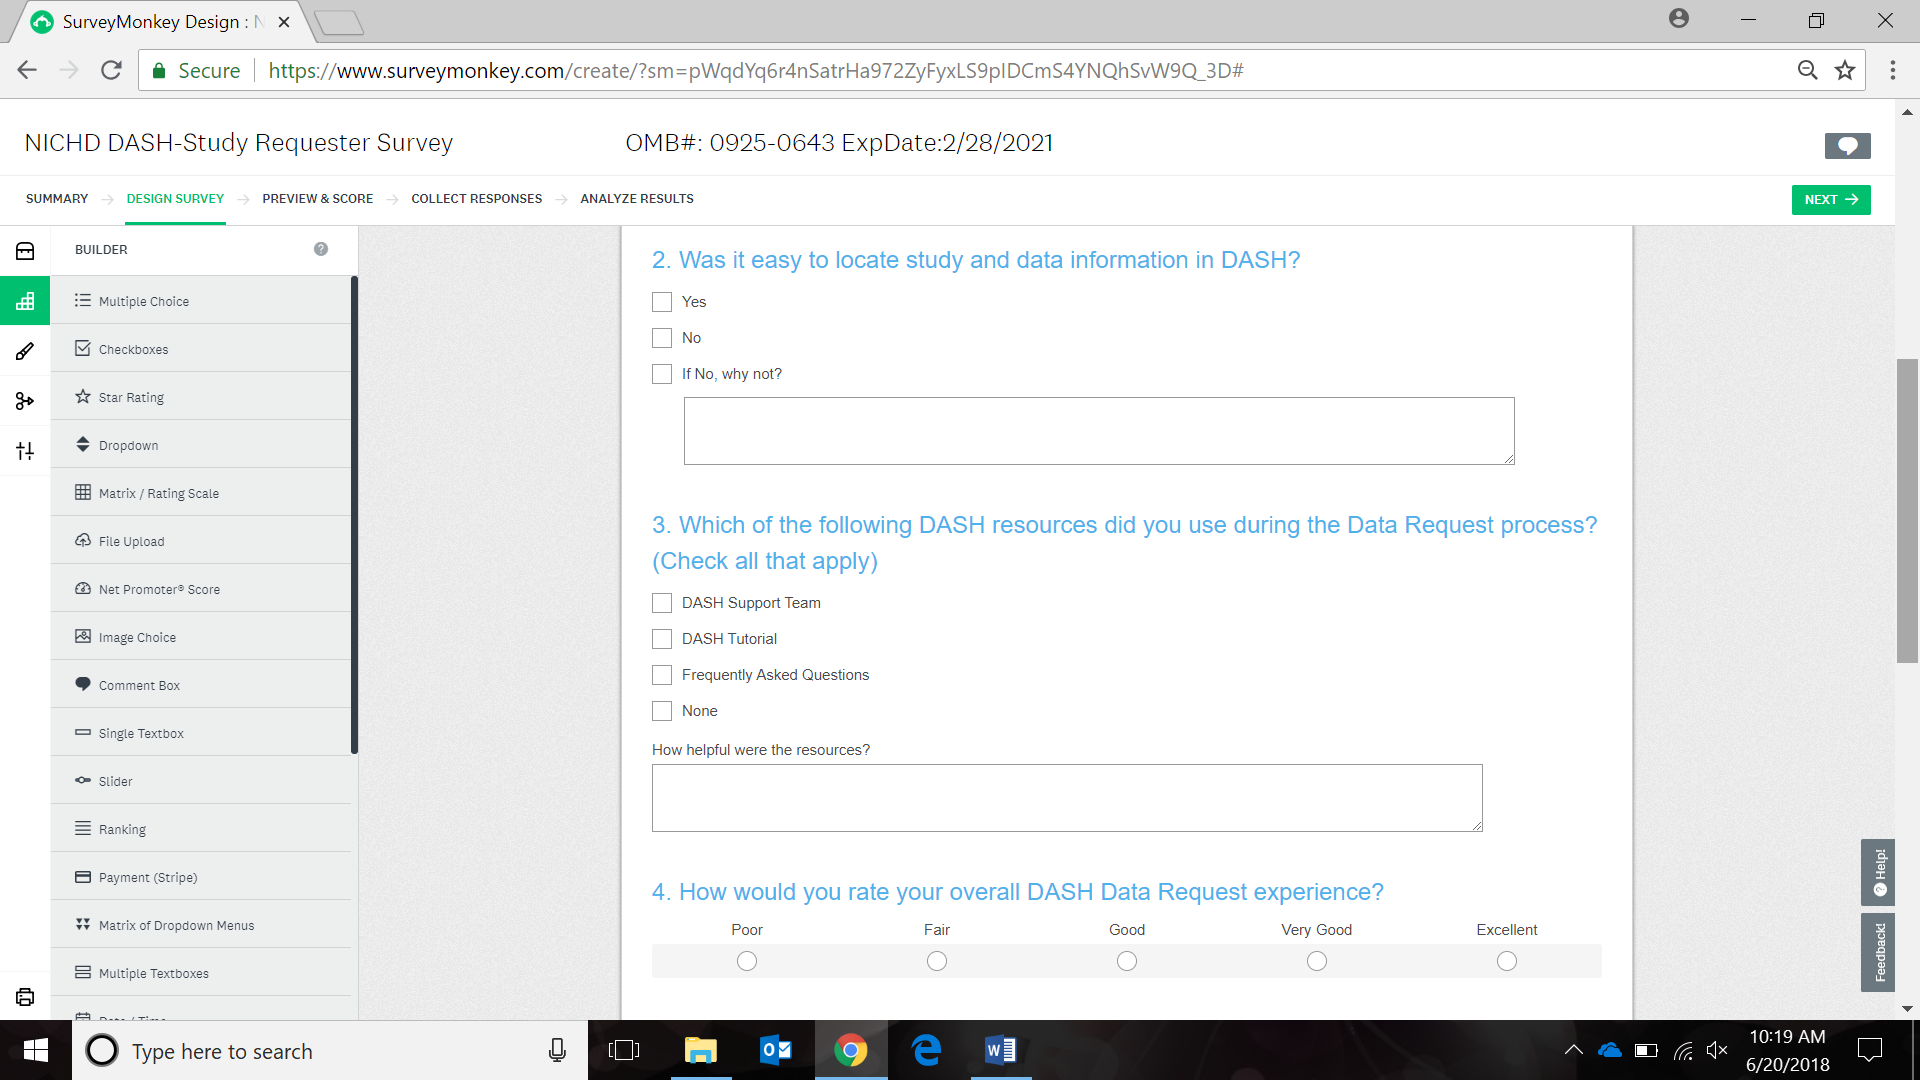 SurveyMonkey Design : N
Secure
https://www.surveymonkey.com/create/?sm=pWqdYq6r4nSatrHa972ZyFyxLS9pIDCmS4YNQhSvW9Q_3D#
NICHD DASH-Study Requester Survey OMB#: 0925-0643 ExpDate:2/28/2021
SUMMARY DESIGN SURVEY PREVIEW & SCORE COLLECT RESPONSES ANALYZE RESULTS NEXT
BUILDER
Multiple Choice
Checkboxes
Star Rating
Dropdown
Matrix / Rating Scale
File Upload
Net Promoter® Score
Image Choice
Comment Box
Single Textbox
Slider
Ranking
Payment (Stripe)
Matrix of Dropdown Menus
Multiple Textboxes
Date / Time
2. Was it easy to locate study and data information in DASH?
Yes
No
If No, why not?
3. Which of the following DASH resources did you use during the Data Request process?
(Check all that apply)
DASH Support Team
DASH Tutorial
Frequently Asked Questions
None
How helpful were the resources?
4. How would you rate your overall DASH Data Request experience?
Poor Fair Good Very Good Excellent
Help!
Feedback!
Type here to search
10:19 AM
6/20/2018